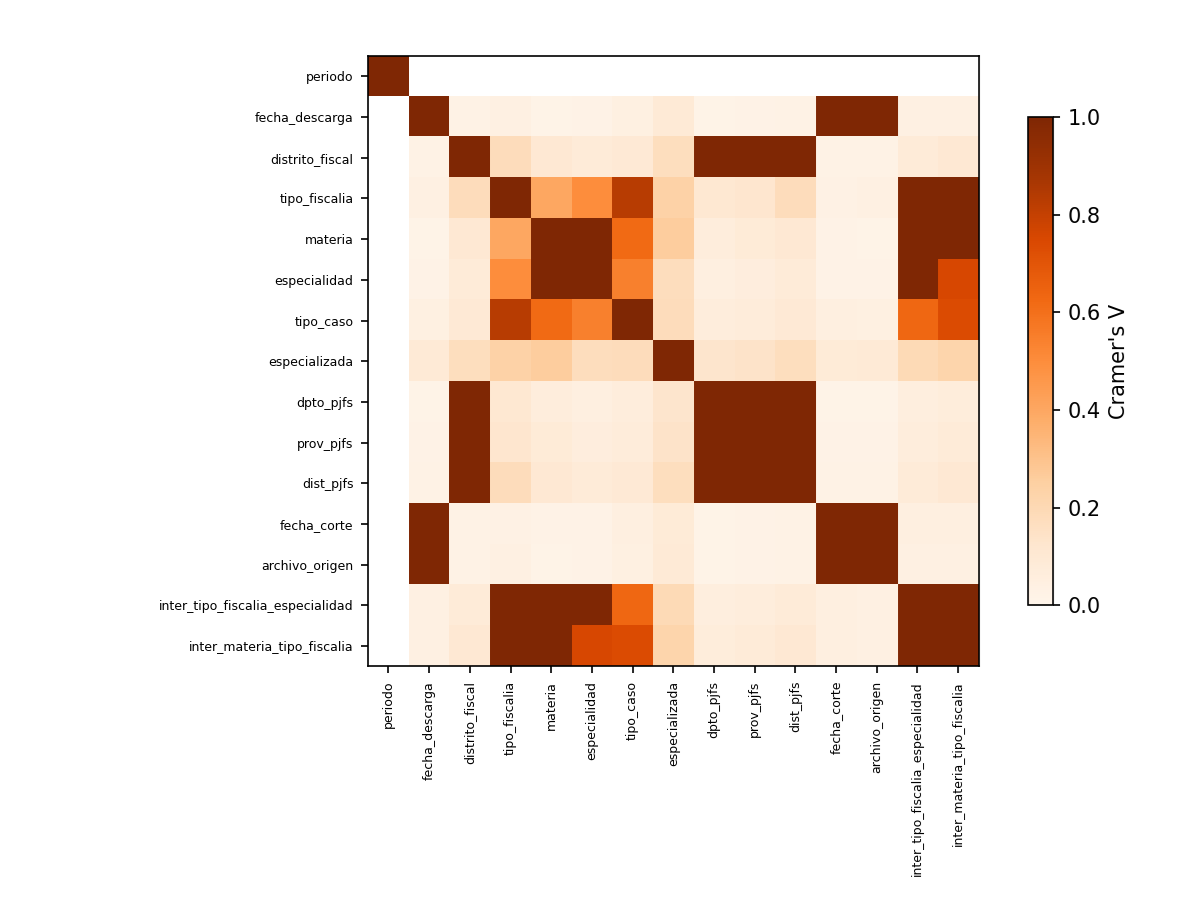 periodo
fecha_descarga
distrito_fiscal
tipo_fiscalia
materia
especialidad
tipo_caso
especializada
dpto_pjfs
prov_pjfs
dist_pjfs
fecha_corte
archivo_origen
inter_tipo_fiscalia_especialidad
inter_materia_tipo_fiscalia
periodo
fecha_descarga
distrito_fiscal
tipo_fiscalia
materia
especialidad
tipo_caso
especializada
dpto_pjfs
prov_pjfs
dist_pjfs
fecha_corte
archivo_origen
inter_tipo_fiscalia_especialidad
inter_materia_tipo_fiscalia
1.0
0.8
0.6
0.4
0.2
0.0
Cramer's V